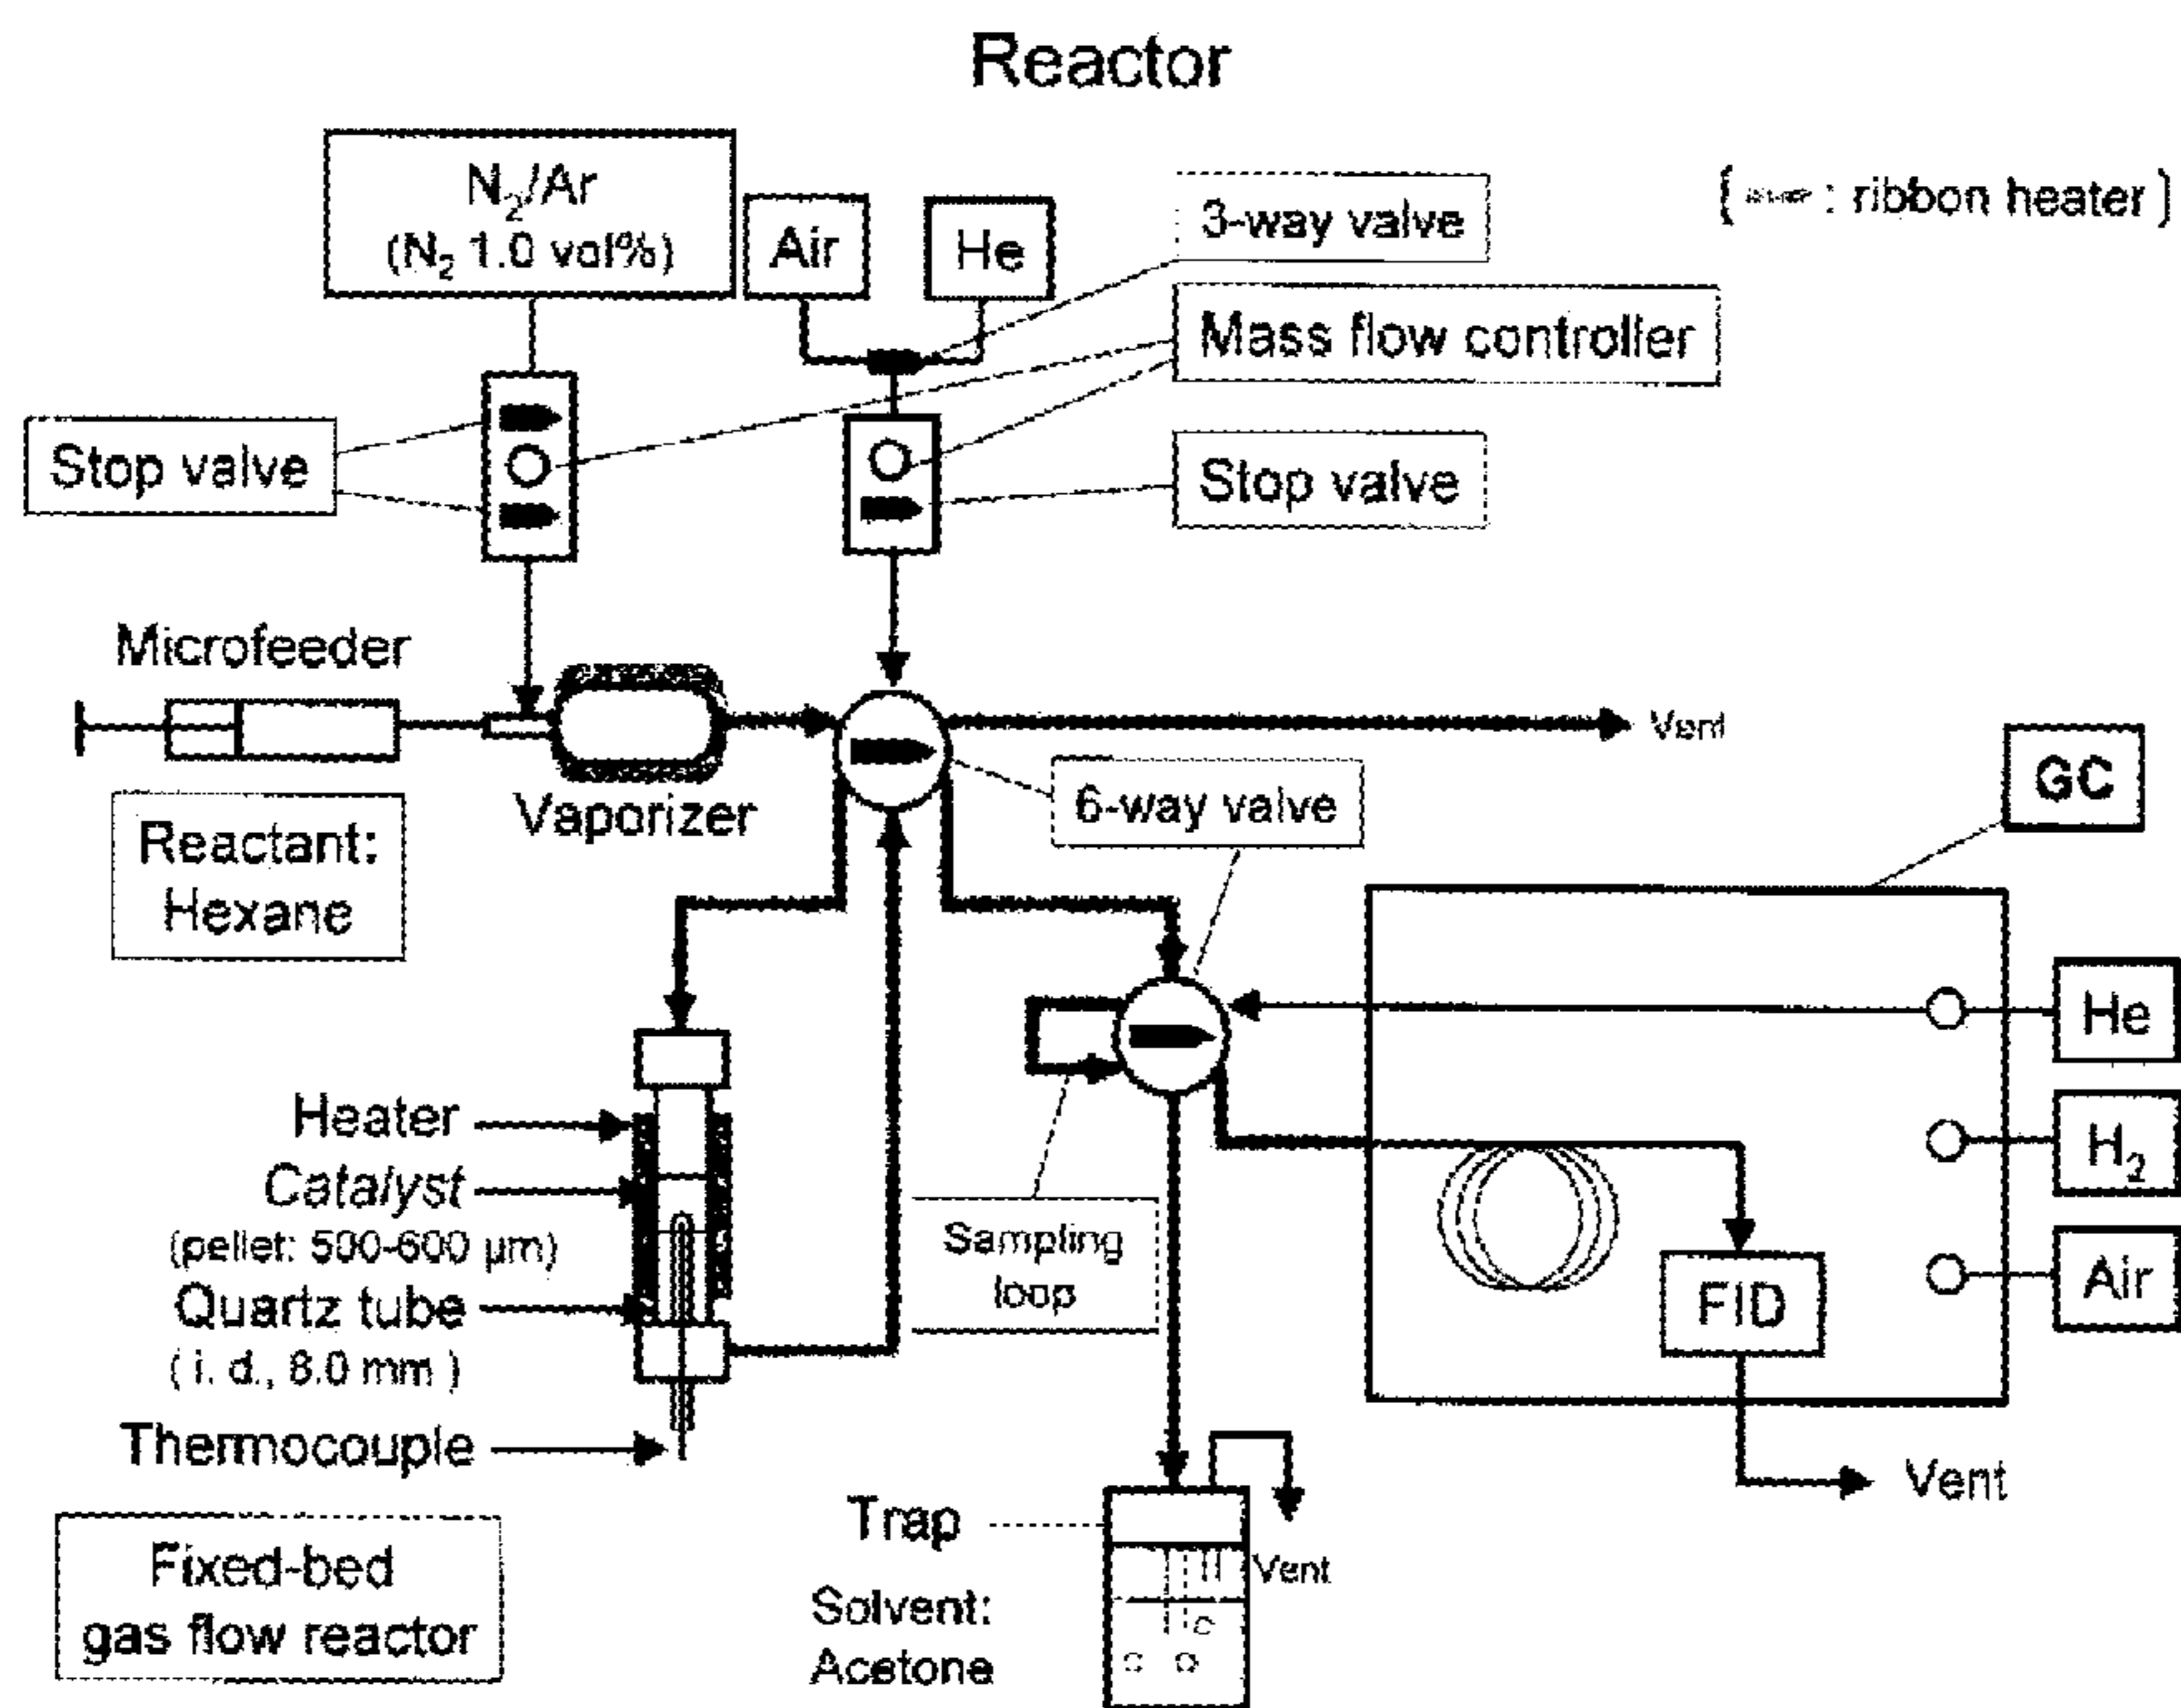 Reactor
N₂/Ar
(N₂ 1.0 vol%)
Air
He
3-way valve
{ : ribbon heater }
Mass flow controller
Stop valve
Stop valve
Microfeeder
Vent
Vaporizer
6-way valve
GC
Reactant:
Hexane
He
Heater
Catalyst
(pellet: 500-600 µm)
H₂
Sampling
loop
Quartz tube
( i. d., 8.0 mm )
FID
Air
Thermocouple
Vent
Trap
Vent
Fixed-bed
gas flow reactor
Solvent:
Acetone